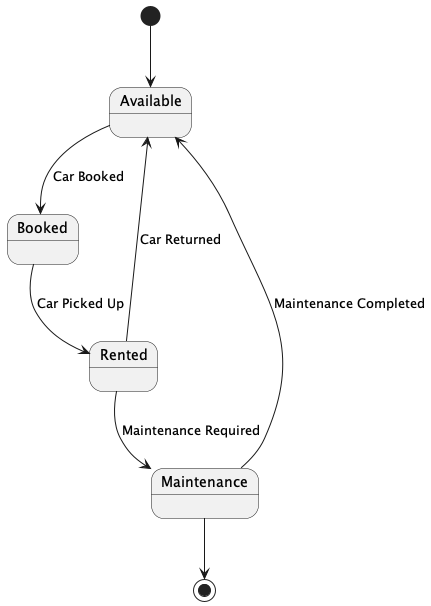 Available
Car Booked
Booked
Car Returned
Car Picked Up
Maintenance Completed
Rented
Maintenance Required
Maintenance